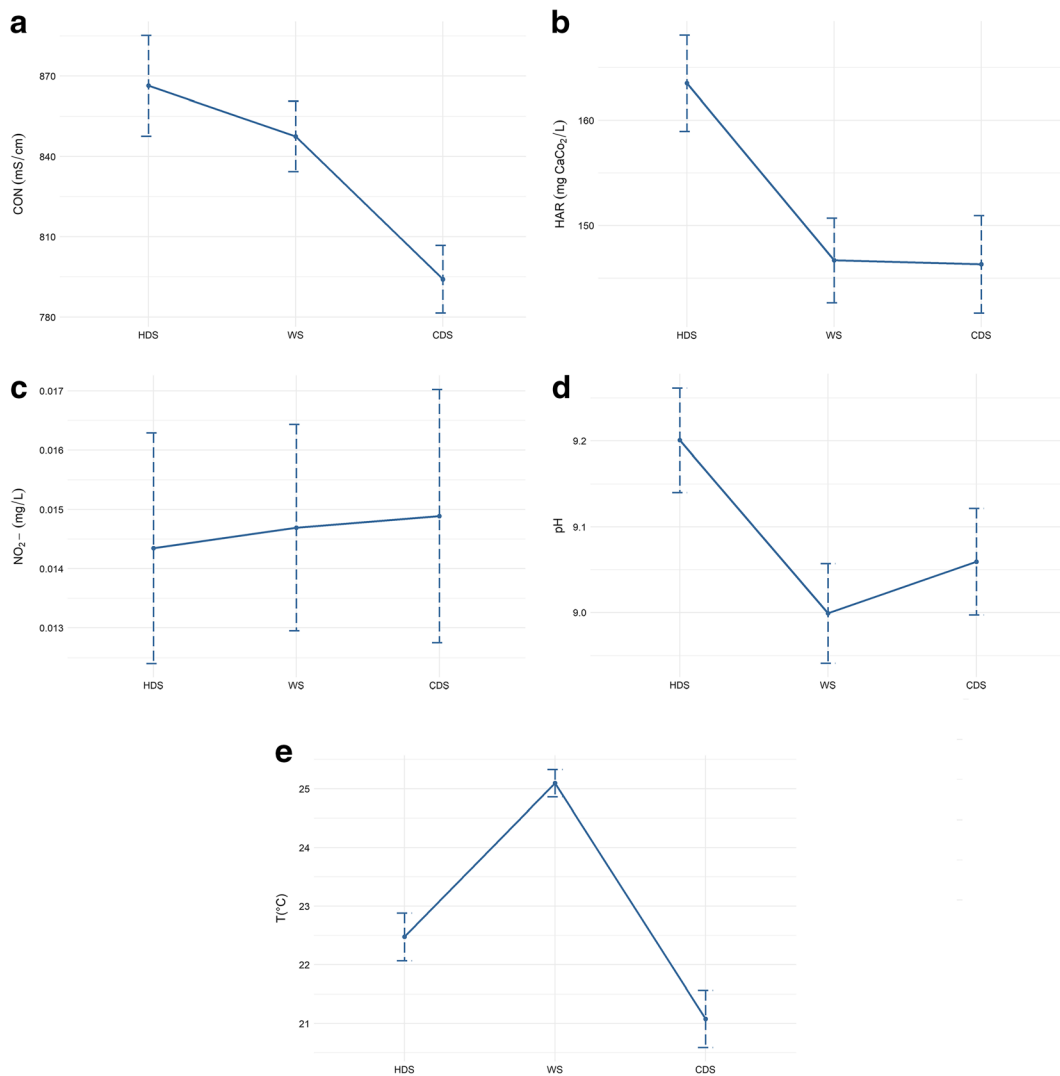 a
CON (mS/cm)
870
840
810
780
HDS WS CDS
b
HAR (mg CaCo₂/L)
160
150
HDS WS CDS
c
NO₂− (mg/L)
0.017
0.016
0.015
0.014
0.013
HDS WS CDS
d
pH
9.2
9.1
9.0
HDS WS CDS
e
T(°C)
25
24
23
22
21
HDS WS CDS